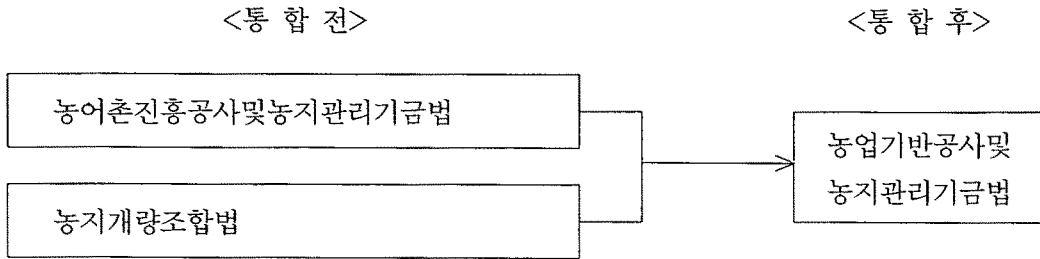 <통 합 전>
<통 합 후>
농어촌진흥공사및농지관리기금법
농지개량조합법
농업기반공사및
농지관리기금법